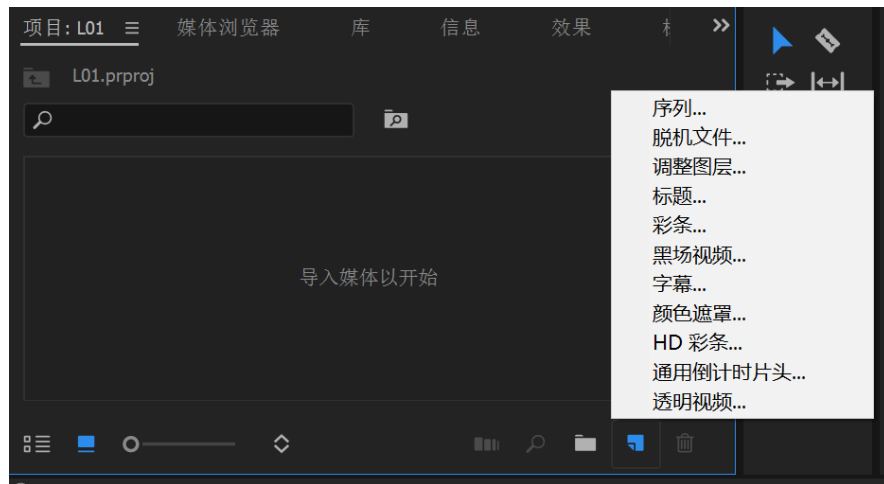 项目: L01
媒体浏览器
库
信息
效果
L01.prproj
导入媒体以开始
序列...
脱机文件...
调整图层...
标题...
彩条...
黑场视频...
字幕...
颜色遮罩...
HD 彩条...
通用倒计时片头...
透明视频...